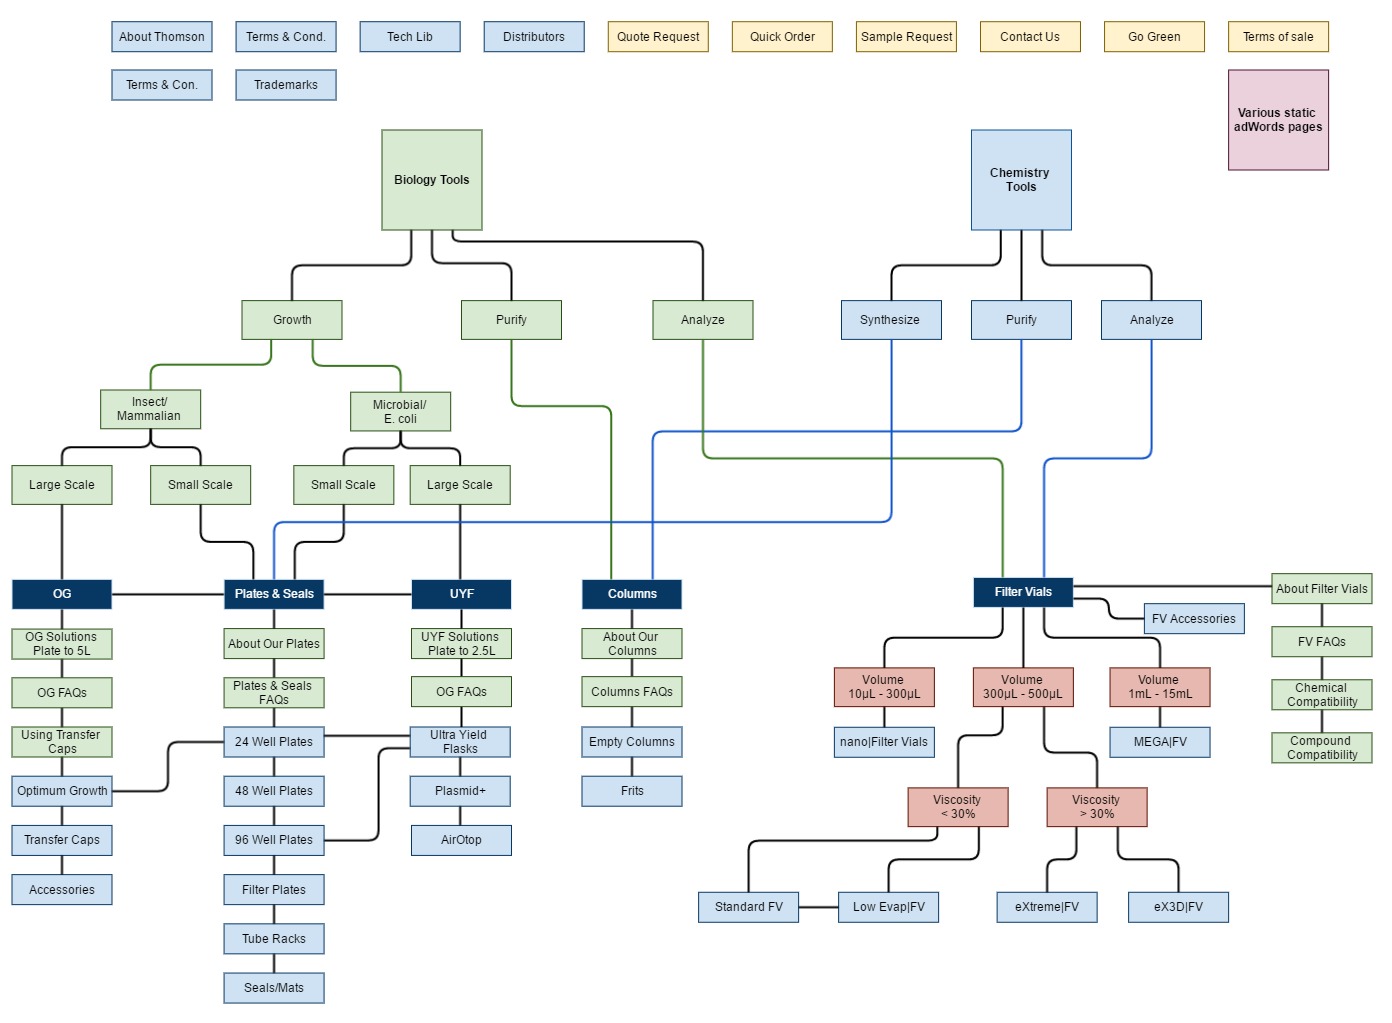 About Thomson
Terms & Cond.
Tech Lib
Distributors
Quote Request
Quick Order
Sample Request
Contact Us
Go Green
Terms of sale
Terms & Con.
Trademarks
Various static
adWords pages
Biology Tools
Chemistry
Tools
Growth
Purify
Analyze
Synthesize
Purify
Analyze
Insect/
Mammalian
Microbial/
E. coli
Large Scale
Small Scale
Small Scale
Large Scale
OG
Plates & Seals
UYF
Columns
Filter Vials
About Filter Vials
FV Accessories
OG Solutions
Plate to 5L
About Our Plates
UYF Solutions
Plate to 2.5L
About Our
Columns
FV FAQs
OG FAQs
Plates & Seals
FAQs
OG FAQs
Columns FAQs
Volume
10µL - 300µL
Volume
300µL - 500µL
Volume
1mL - 15mL
Chemical
Compatibility
Using Transfer
Caps
24 Well Plates
Ultra Yield
Flasks
Empty Columns
nano|Filter Vials
MEGA|FV
Compound
Compatibility
Optimum Growth
48 Well Plates
Plasmid+
Frits
Viscosity
< 30%
Viscosity
> 30%
Transfer Caps
96 Well Plates
AirOtop
Accessories
Filter Plates
Standard FV
Low Evap|FV
eXtreme|FV
eX3D|FV
Tube Racks
Seals/Mats